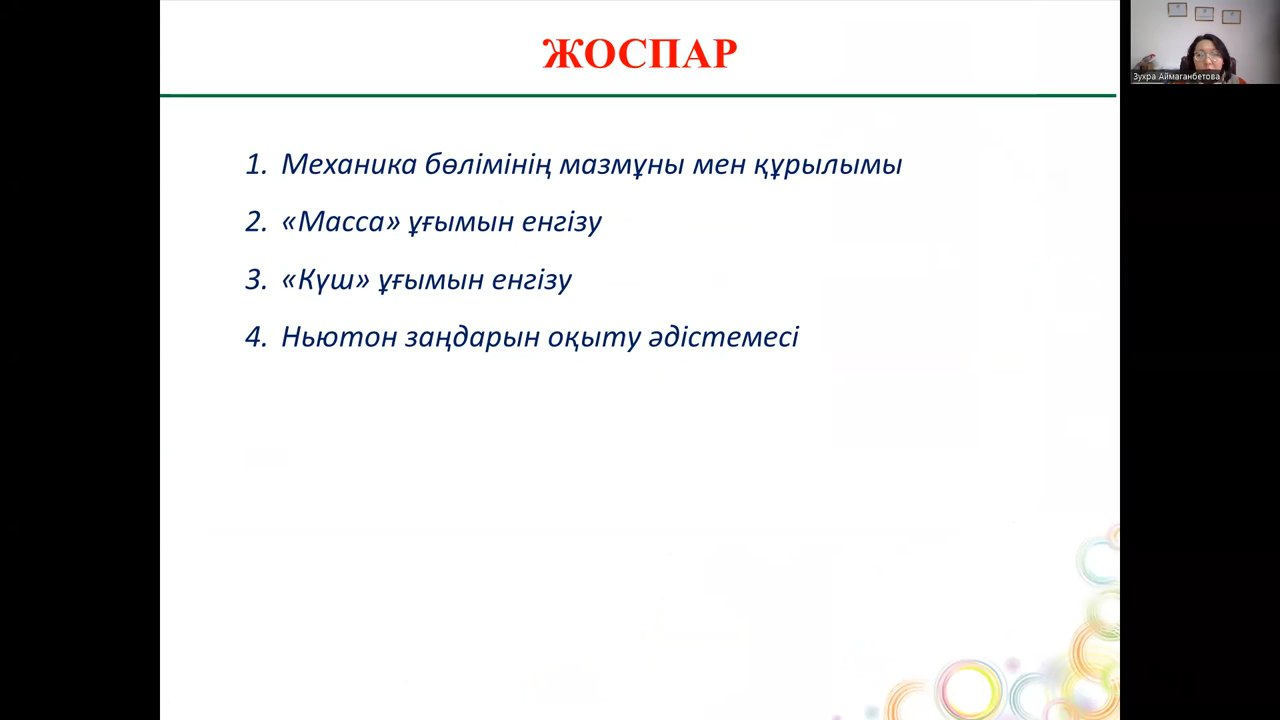 ЖОСПАР
Зухра Аймаганбетова
1. Механика бөлімінің мазмұны мен құрылымы
2. «Масса» ұғымын енгізу
3. «Күш» ұғымын енгізу
4. Ньютон заңдарын оқыту әдістемесі